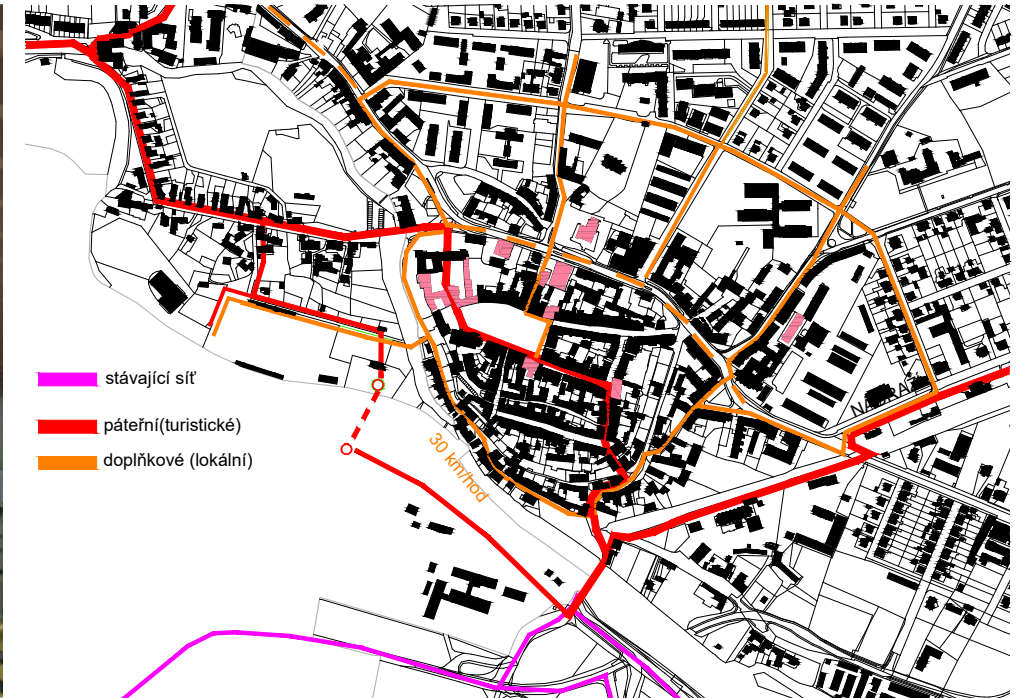 stávající síť
páteřní(turistické)
doplňkové (lokální)
30 km/hod